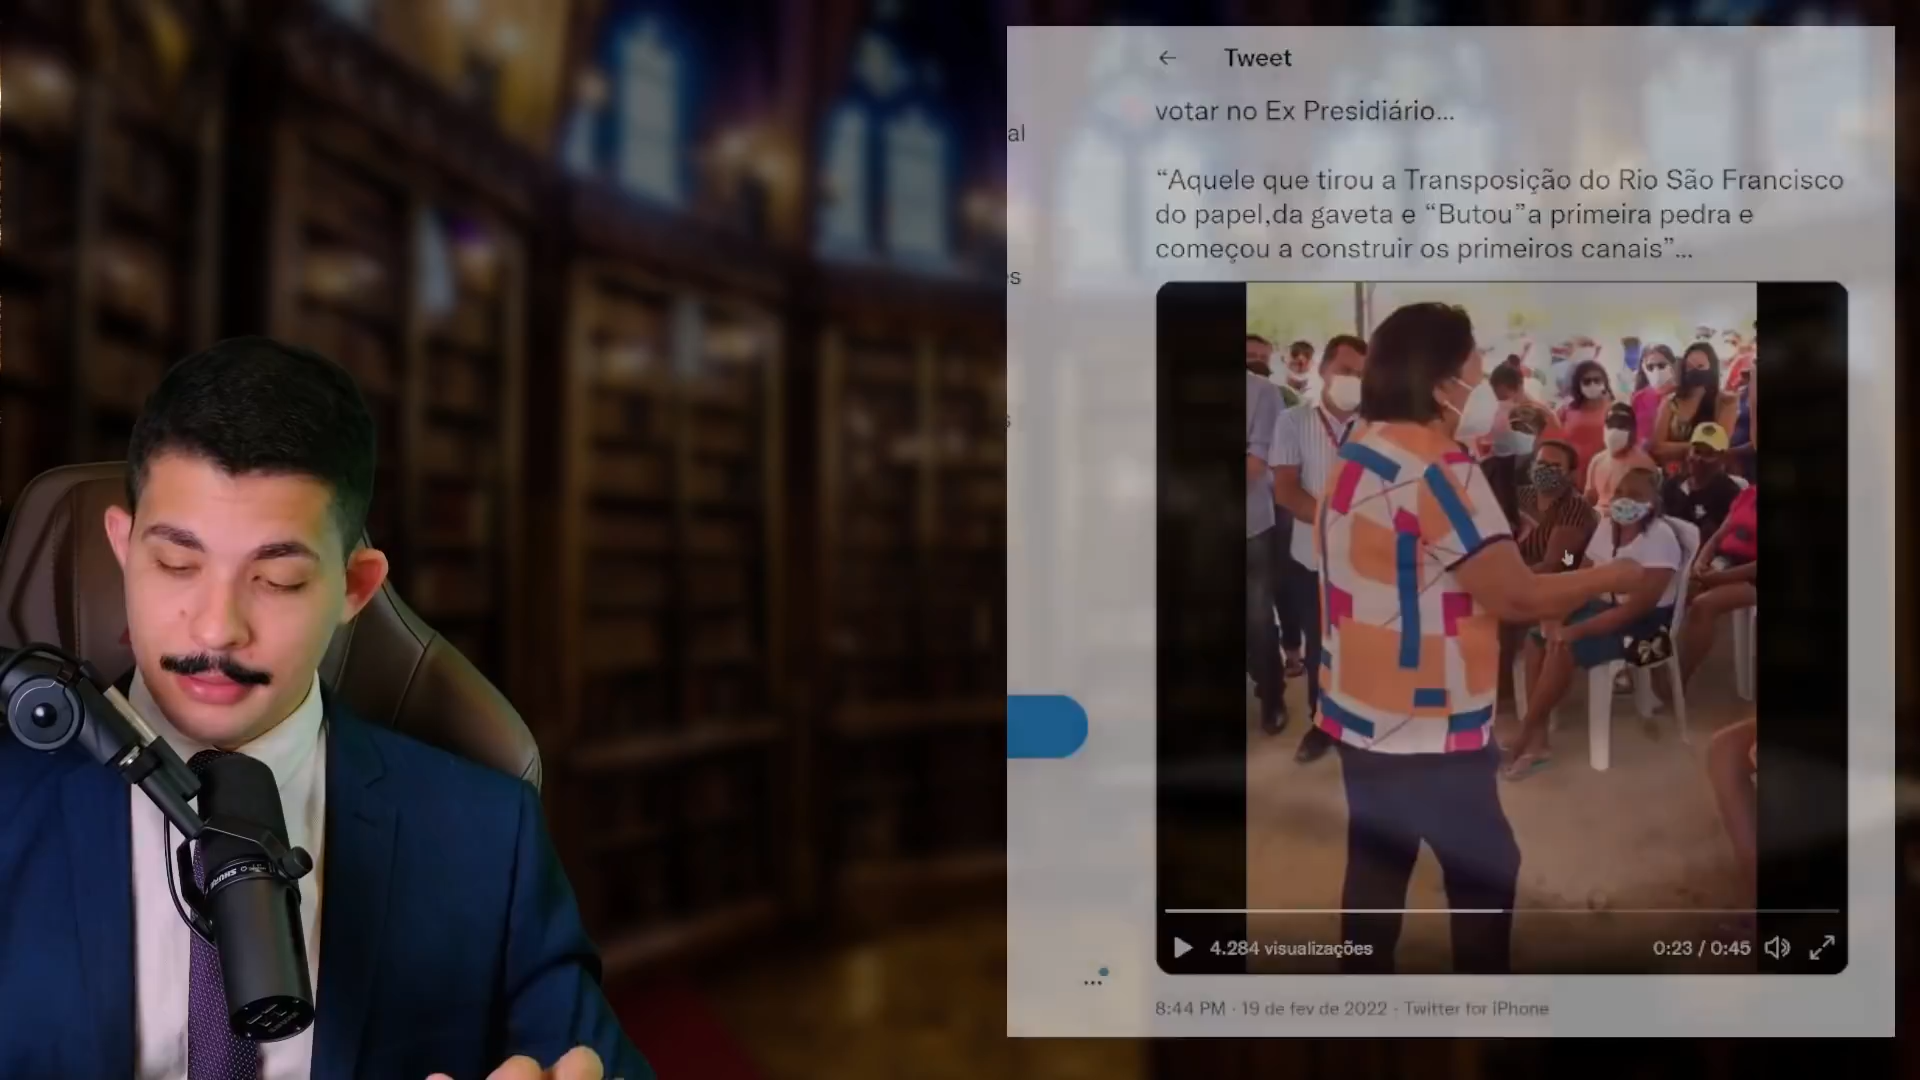 Tweet
votar no Ex Presidiário...
al
“Aquele que tirou a Transposição do Rio São Francisco
do papel,da gaveta e “Butou”a primeira pedra e
começou a construir os primeiros canais”...
s
4.284 visualizações
0:23 / 0:45
8:44 PM · 19 de fev de 2022 · Twitter for iPhone
SHURE